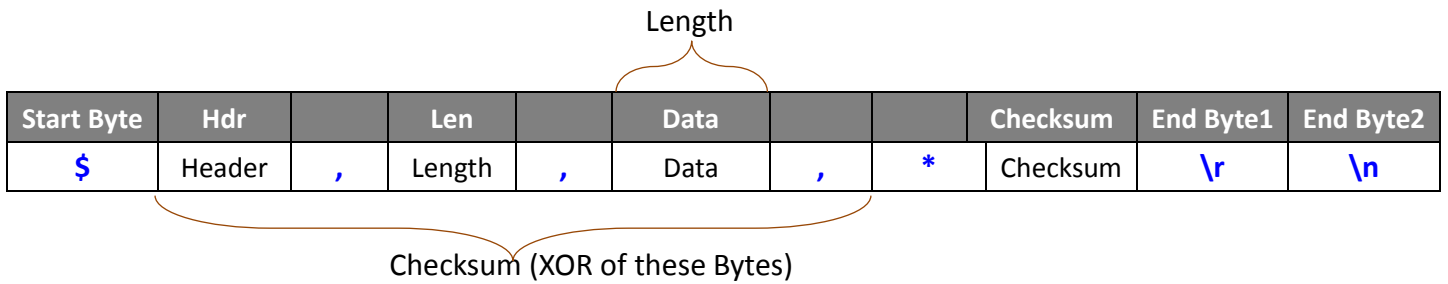 Length
Start Byte Hdr Len Data Checksum End Byte1 End Byte2
$ Header , Length , Data , * Checksum \r \n
Checksum (XOR of these Bytes)